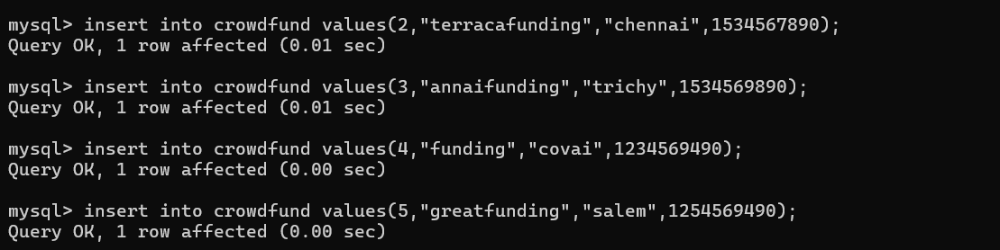 mysql> insert into crowdfund values(2,"terracafunding","chennai",1534567890);
Query OK, 1 row affected (0.01 sec)
mysql> insert into crowdfund values(3,"annaifunding","trichy",1534569890);
Query OK, 1 row affected (0.01 sec)
mysql> insert into crowdfund values(4,"funding","covai",1234569490);
Query OK, 1 row affected (0.00 sec)
mysql> insert into crowdfund values(5,"greatfunding","salem",1254569490);
Query OK, 1 row affected (0.00 sec)